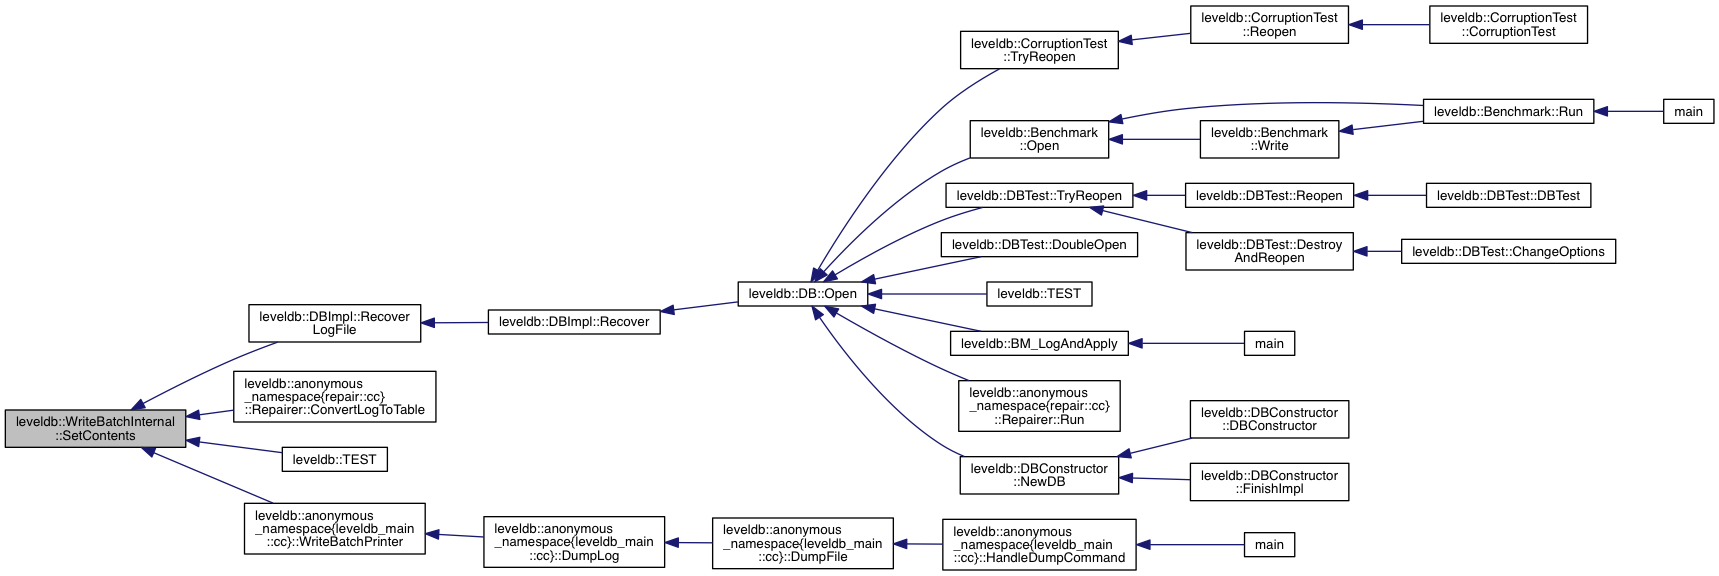 leveldb::CorruptionTest
::TryReopen
leveldb::CorruptionTest
::Reopen
leveldb::CorruptionTest
::CorruptionTest
leveldb::Benchmark
::Open
leveldb::Benchmark
::Write
leveldb::Benchmark::Run
main
leveldb::DBTest::TryReopen
leveldb::DBTest::Reopen
leveldb::DBTest::DBTest
leveldb::DBTest::DoubleOpen
leveldb::DBTest::Destroy
AndReopen
leveldb::DBTest::ChangeOptions
leveldb::DB::Open
leveldb::TEST
leveldb::DBImpl::Recover
LogFile
leveldb::DBImpl::Recover
leveldb::BM_LogAndApply
main
leveldb::anonymous
_namespace{repair::cc}
::Repairer::ConvertLogToTable
leveldb::anonymous
_namespace{repair::cc}
::Repairer::Run
leveldb::WriteBatchInternal
::SetContents
leveldb::TEST
leveldb::DBConstructor
::NewDB
leveldb::DBConstructor
::DBConstructor
leveldb::DBConstructor
::FinishImpl
leveldb::anonymous
_namespace{leveldb_main
::cc}::WriteBatchPrinter
leveldb::anonymous
_namespace{leveldb_main
::cc}::DumpLog
leveldb::anonymous
_namespace{leveldb_main
::cc}::DumpFile
leveldb::anonymous
_namespace{leveldb_main
::cc}::HandleDumpCommand
main